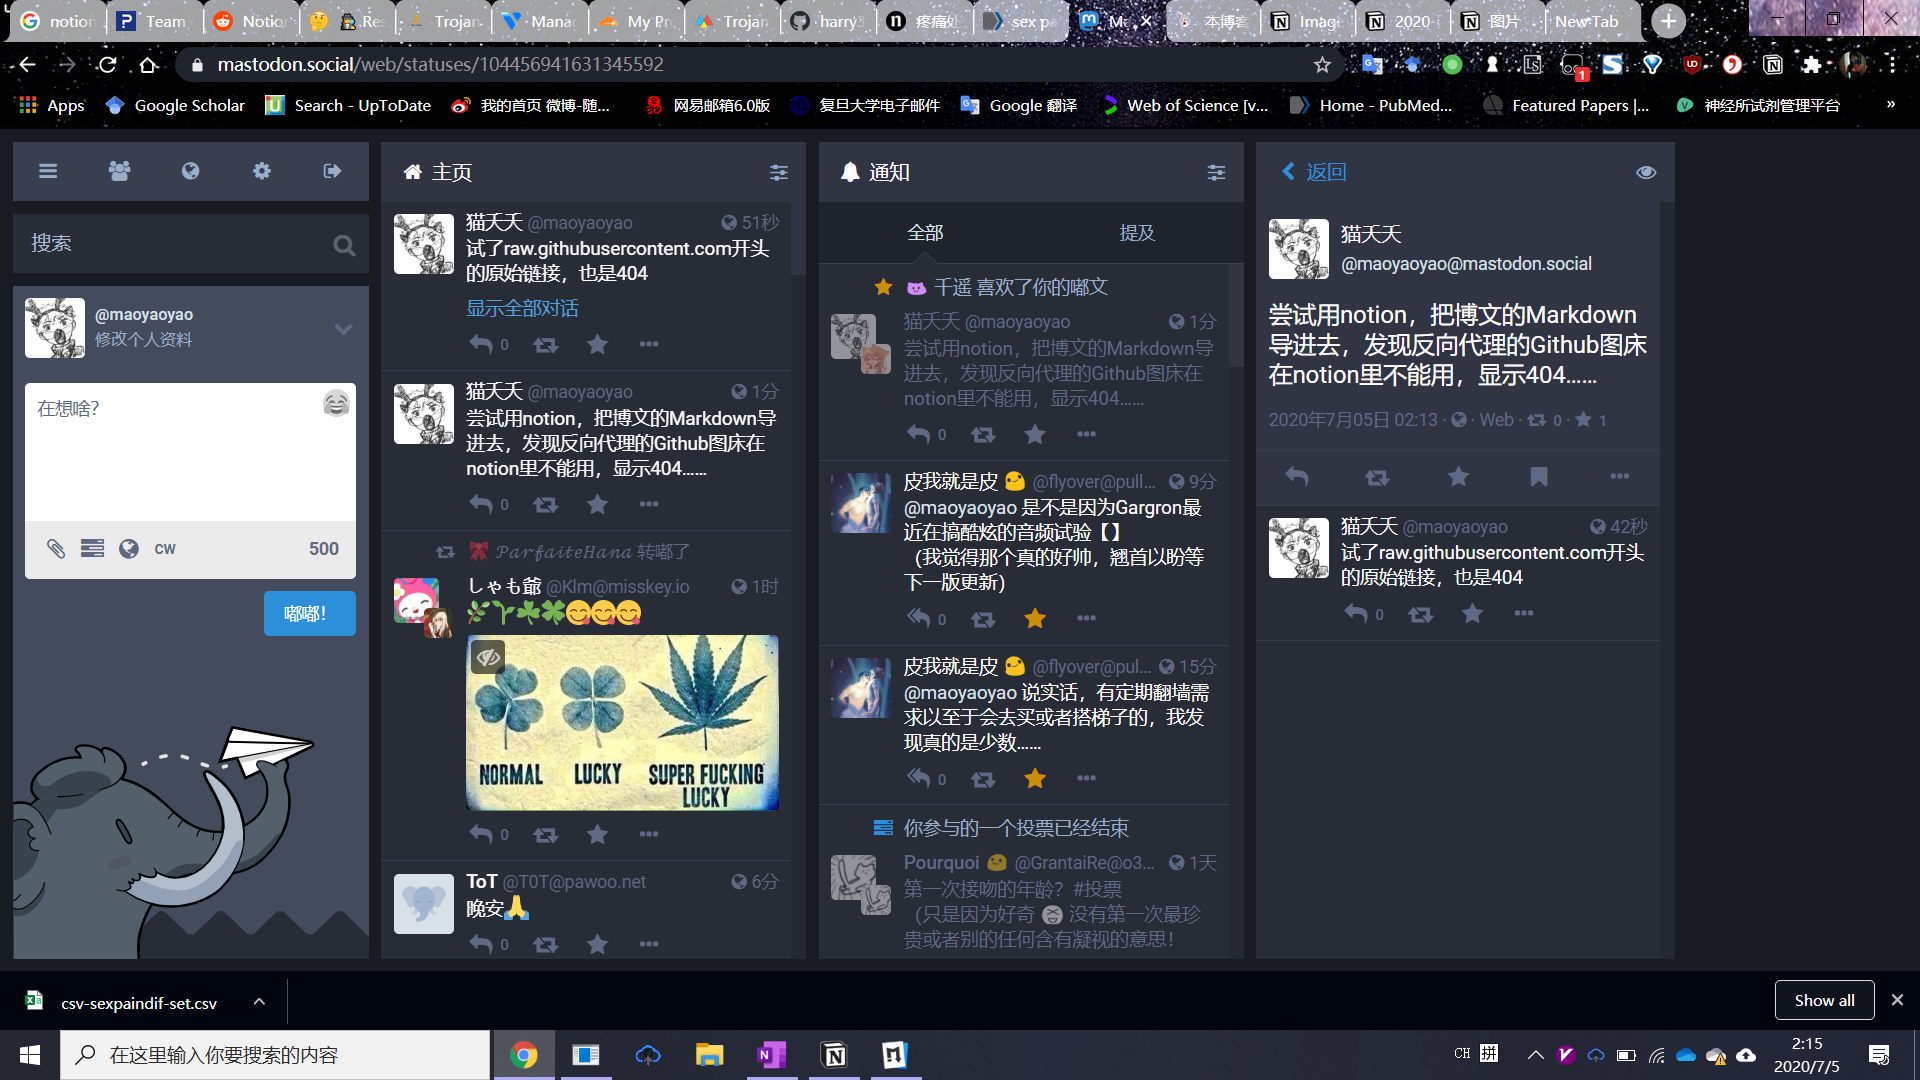 notion
Team
Notio
Res
Trojan
Mana
My Pr
Trojan
harry3
疼痛处
sex pa
Ma
本博客
Image
2020
图片
New Tab
mastodon.social/web/statuses/104456941631345592
Apps
Google Scholar
Search - UpToDate
我的首页 微博-随...
网易邮箱6.0版
复旦大学电子邮件
Google 翻译
Web of Science [v...
Home - PubMed...
Featured Papers |...
神经所试剂管理平台
»
搜索
@maoyaoyao
修改个人资料
在想啥？
CW
500
嘟嘟！
主页
猫夭夭 @maoyaoyao 51秒
试了raw.githubusercontent.com开头
的原始链接，也是404
显示全部对话
0
猫夭夭 @maoyaoyao 1分
尝试用notion，把博文的Markdown导
进去，发现反向代理的Github图床在
notion里不能用，显示404......
0
🎀 𝓟𝓪𝓻𝓯𝓪𝓲𝓽𝓮𝓗𝓪𝓷𝓪 转嘟了
しゃも爺 @Klm@misskey.io 1时
🌿🌱☘🍀😋😋😋
NORMAL
LUCKY
SUPER FUCKING
LUCKY
0
ToT @T0T@pawoo.net 6分
晚安🙏
0
通知
全部
提及
千遥 喜欢了你的嘟文
猫夭夭 @maoyaoyao 1分
尝试用notion，把博文的Markdown导
进去，发现反向代理的Github图床在
notion里不能用，显示404......
0
皮我就是皮 @flyover@pull... 9分
@maoyaoyao 是不是因为Gargron最
近在搞酷炫的音频试验【】
（我觉得那个真的好帅，翘首以盼等
下一版更新）
0
皮我就是皮 @flyover@pul... 15分
@maoyaoyao 说实话，有定期翻墙需
求以至于会去买或者搭梯子的，我发
现真的是少数......
0
你参与的一个投票已经结束
Pourquoi @GrantaiRe@o3... 1天
第一次接吻的年龄？#投票
（只是因为好奇 没有第一次最珍
贵或者别的任何含有凝视的意思！
返回
猫夭夭
@maoyaoyao@mastodon.social
尝试用notion，把博文的Markdown
导进去，发现反向代理的Github图床
在notion里不能用，显示404......
2020年7月05日 02:13 · Web · 0 · 1
猫夭夭 @maoyaoyao 42秒
试了raw.githubusercontent.com开头
的原始链接，也是404
0
csv-sexpaindif-set.csv
Show all
在这里输入你要搜索的内容
CH 拼
2:15
2020/7/5